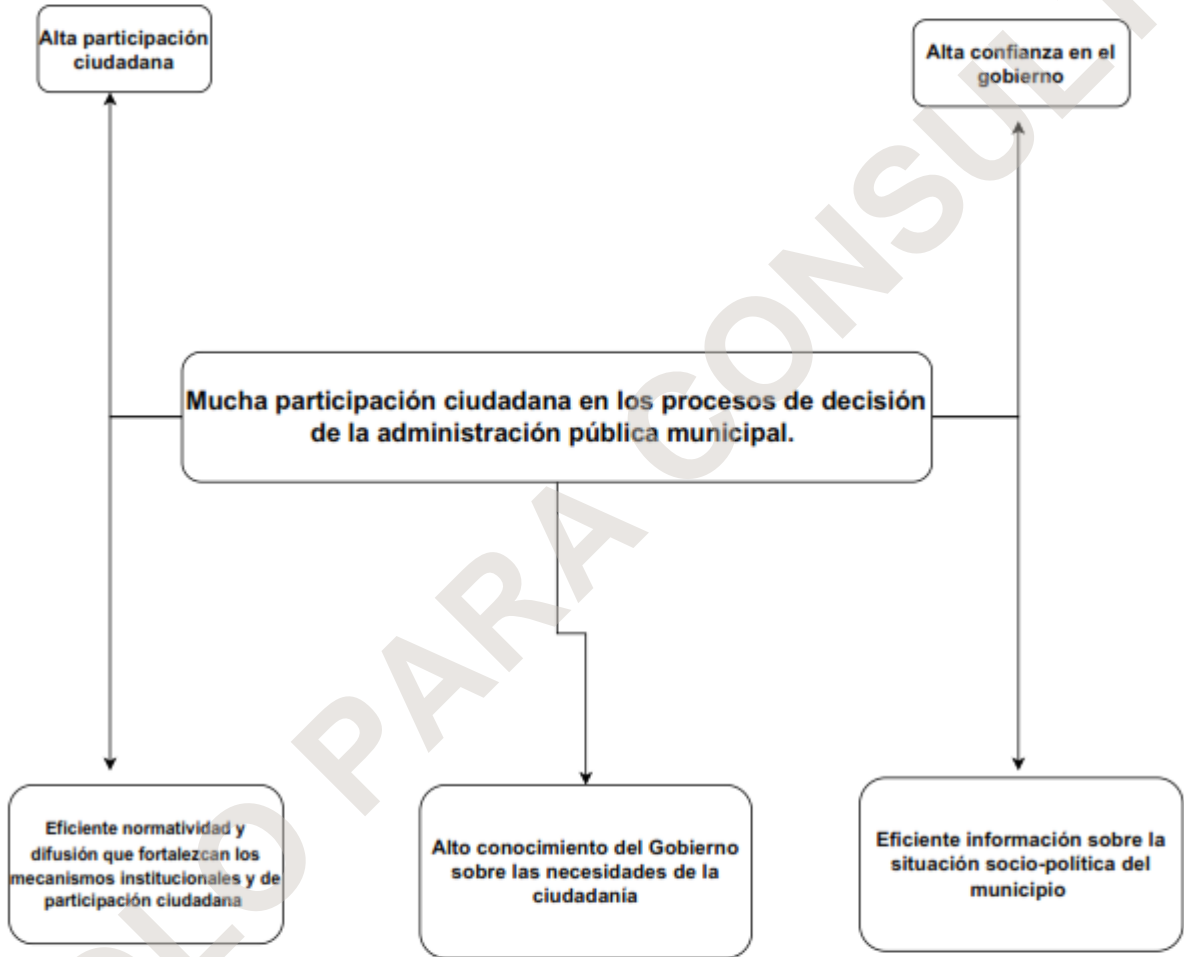 Alta participación
ciudadana
Alta confianza en el
gobierno
Mucha participación ciudadana en los procesos de decisión
de la administración pública municipal.
Eficiente normatividad y
difusión que fortalezcan los
mecanismos institucionales y de
participación ciudadana
Alto conocimiento del Gobierno
sobre las necesidades de la
ciudadanía
Eficiente información sobre la
situación socio-política del
municipio
LO PARA CONSULT